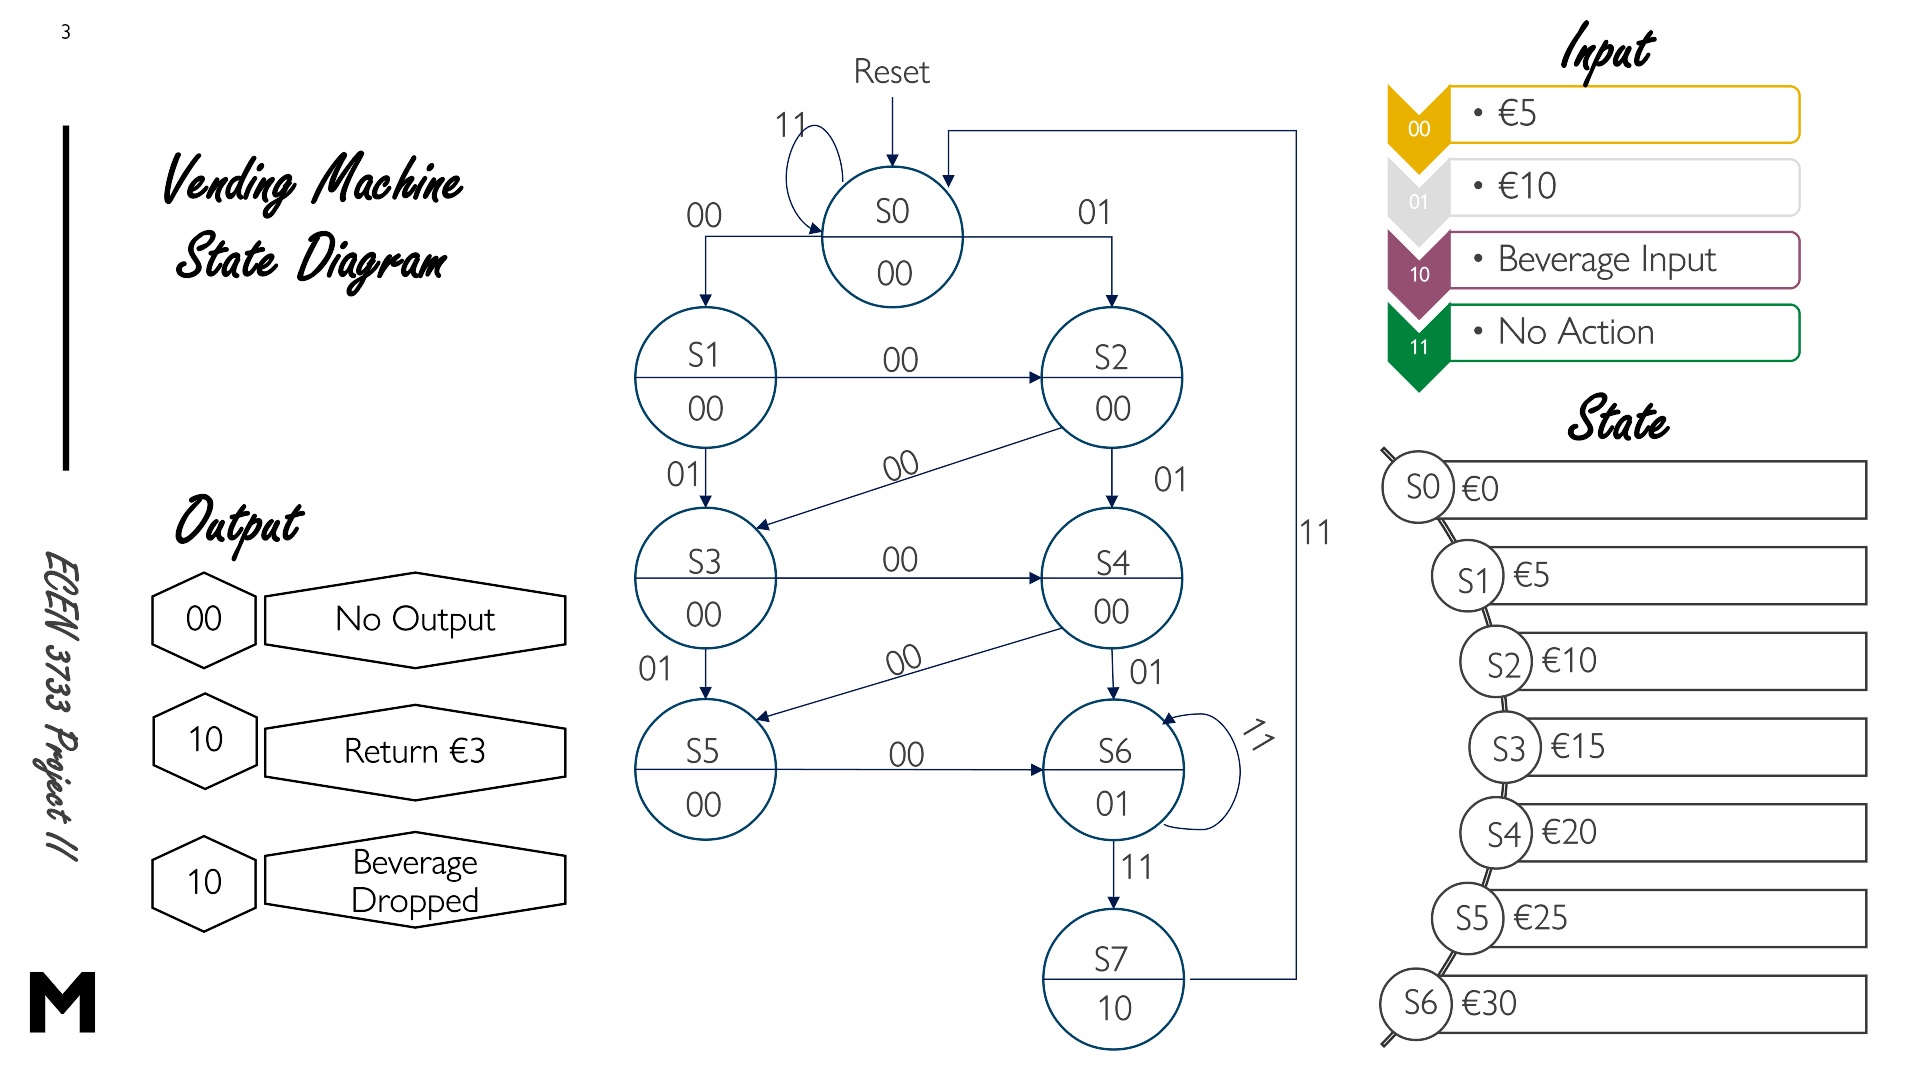 3
Vending Machine
State Diagram
Output
00
No Output
10
Return €3
10
Beverage
Dropped
ECEN 3733 Project II
M
Reset
11
S0
00
00
01
S1
00
00
S2
00
01
00
01
S3
00
00
S4
00
01
00
01
S5
00
00
S6
01
11
11
S7
10
11
Input
00
• €5
01
• €10
10
• Beverage Input
11
• No Action
State
S0 €0
S1 €5
S2 €10
S3 €15
S4 €20
S5 €25
S6 €30